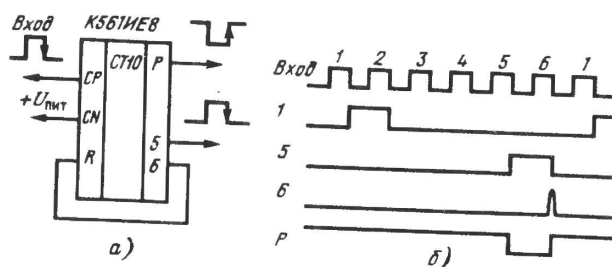 Вход К561ИЕ8
CT10 P
CP
+Uпит
CN
5
R 6
а)
Вход 1 2 3 4 5 6 1
1
5
6
P
б)